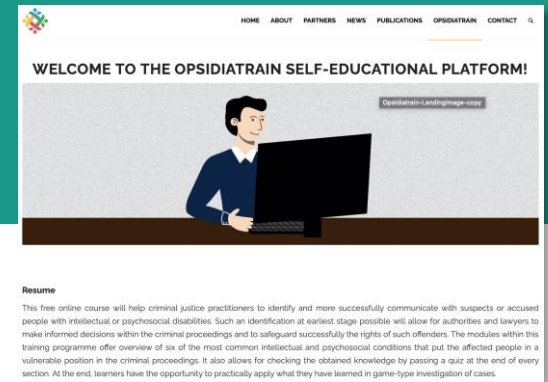 HOME ABOUT PARTNERS NEWS PUBLICATIONS OPSIDIATRAIN CONTACT
WELCOME TO THE OPSIDIATRAIN SELF-EDUCATIONAL PLATFORM!
Opsidiatrain-LandingImage-copy
Resume
This free online course will help criminal justice practitioners to identify and more successfully communicate with suspects or accused
people with intellectual or psychosocial disabilities. Such an identification at earliest stage possible will allow for authorities and lawyers to
make informed decisions within the criminal proceedings and to safeguard successfully the rights of such offenders. The modules within this
training programme offer overview of six of the most common intellectual and psychosocial conditions that put the affected people in a
vulnerable position in the criminal proceedings. It also allows for checking the obtained knowledge by passing a quiz at the end of every
section. At the end, learners have the opportunity to practically apply what they have learned in game-type investigation of cases.